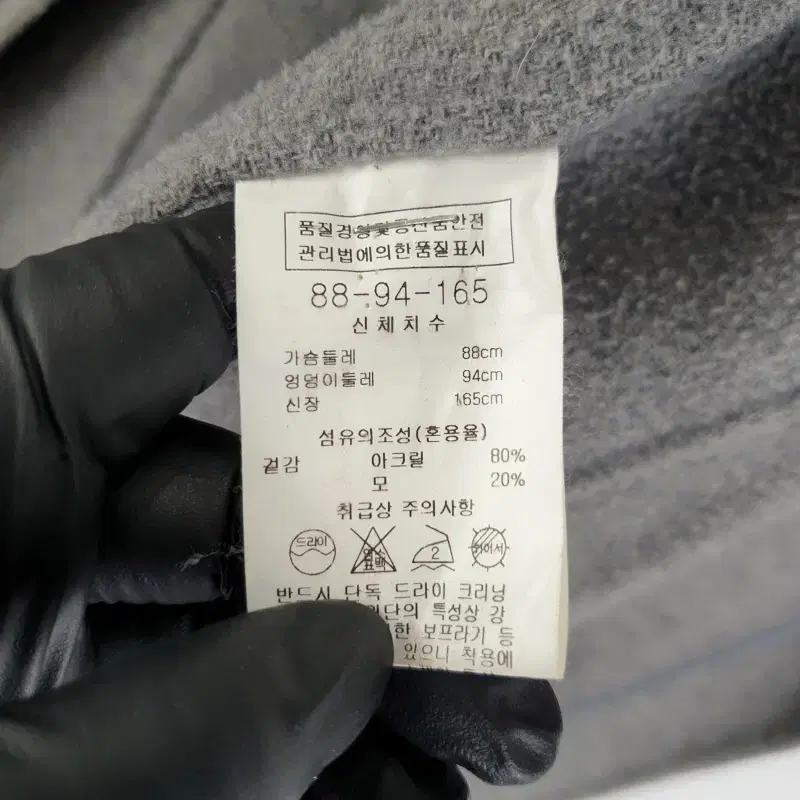 품질경영및공산품안전
관리법에의한품질표시
88-94-165
신체치수
가슴둘레 88cm
엉덩이둘레 94cm
신장 165cm
섬유의조성(혼용율)
겉감 아크릴 80%
모 20%
취급상 주의사항
드라이 염소표백 2
반드시 단독 드라이 크리닝
원단의 특성상 강
한 보프라기 등
있으니 착용에